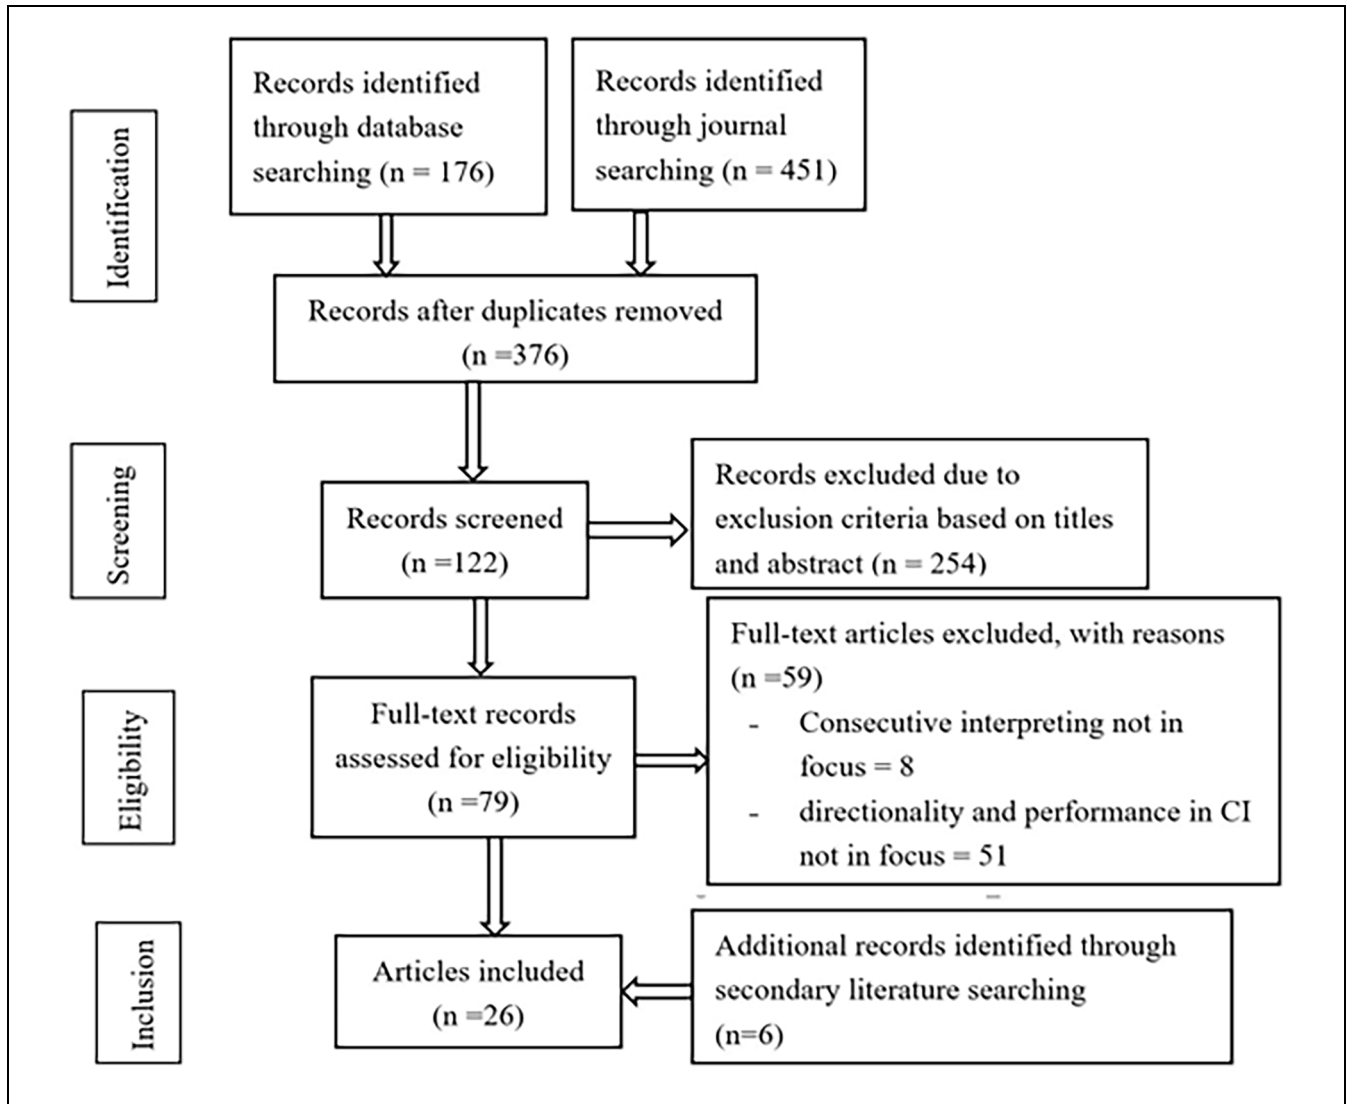 Identification
Records identified
through database
searching (n = 176)
Records identified
through journal
searching (n = 451)
Records after duplicates removed
(n =376)
Screening
Records screened
(n =122)
Records excluded due to
exclusion criteria based on titles
and abstract (n = 254)
Eligibility
Full-text records
assessed for eligibility
(n =79)
Full-text articles excluded, with reasons
(n =59)
- Consecutive interpreting not in
focus = 8
- directionality and performance in CI
not in focus = 51
Inclusion
Articles included
(n =26)
Additional records identified through
secondary literature searching
(n=6)